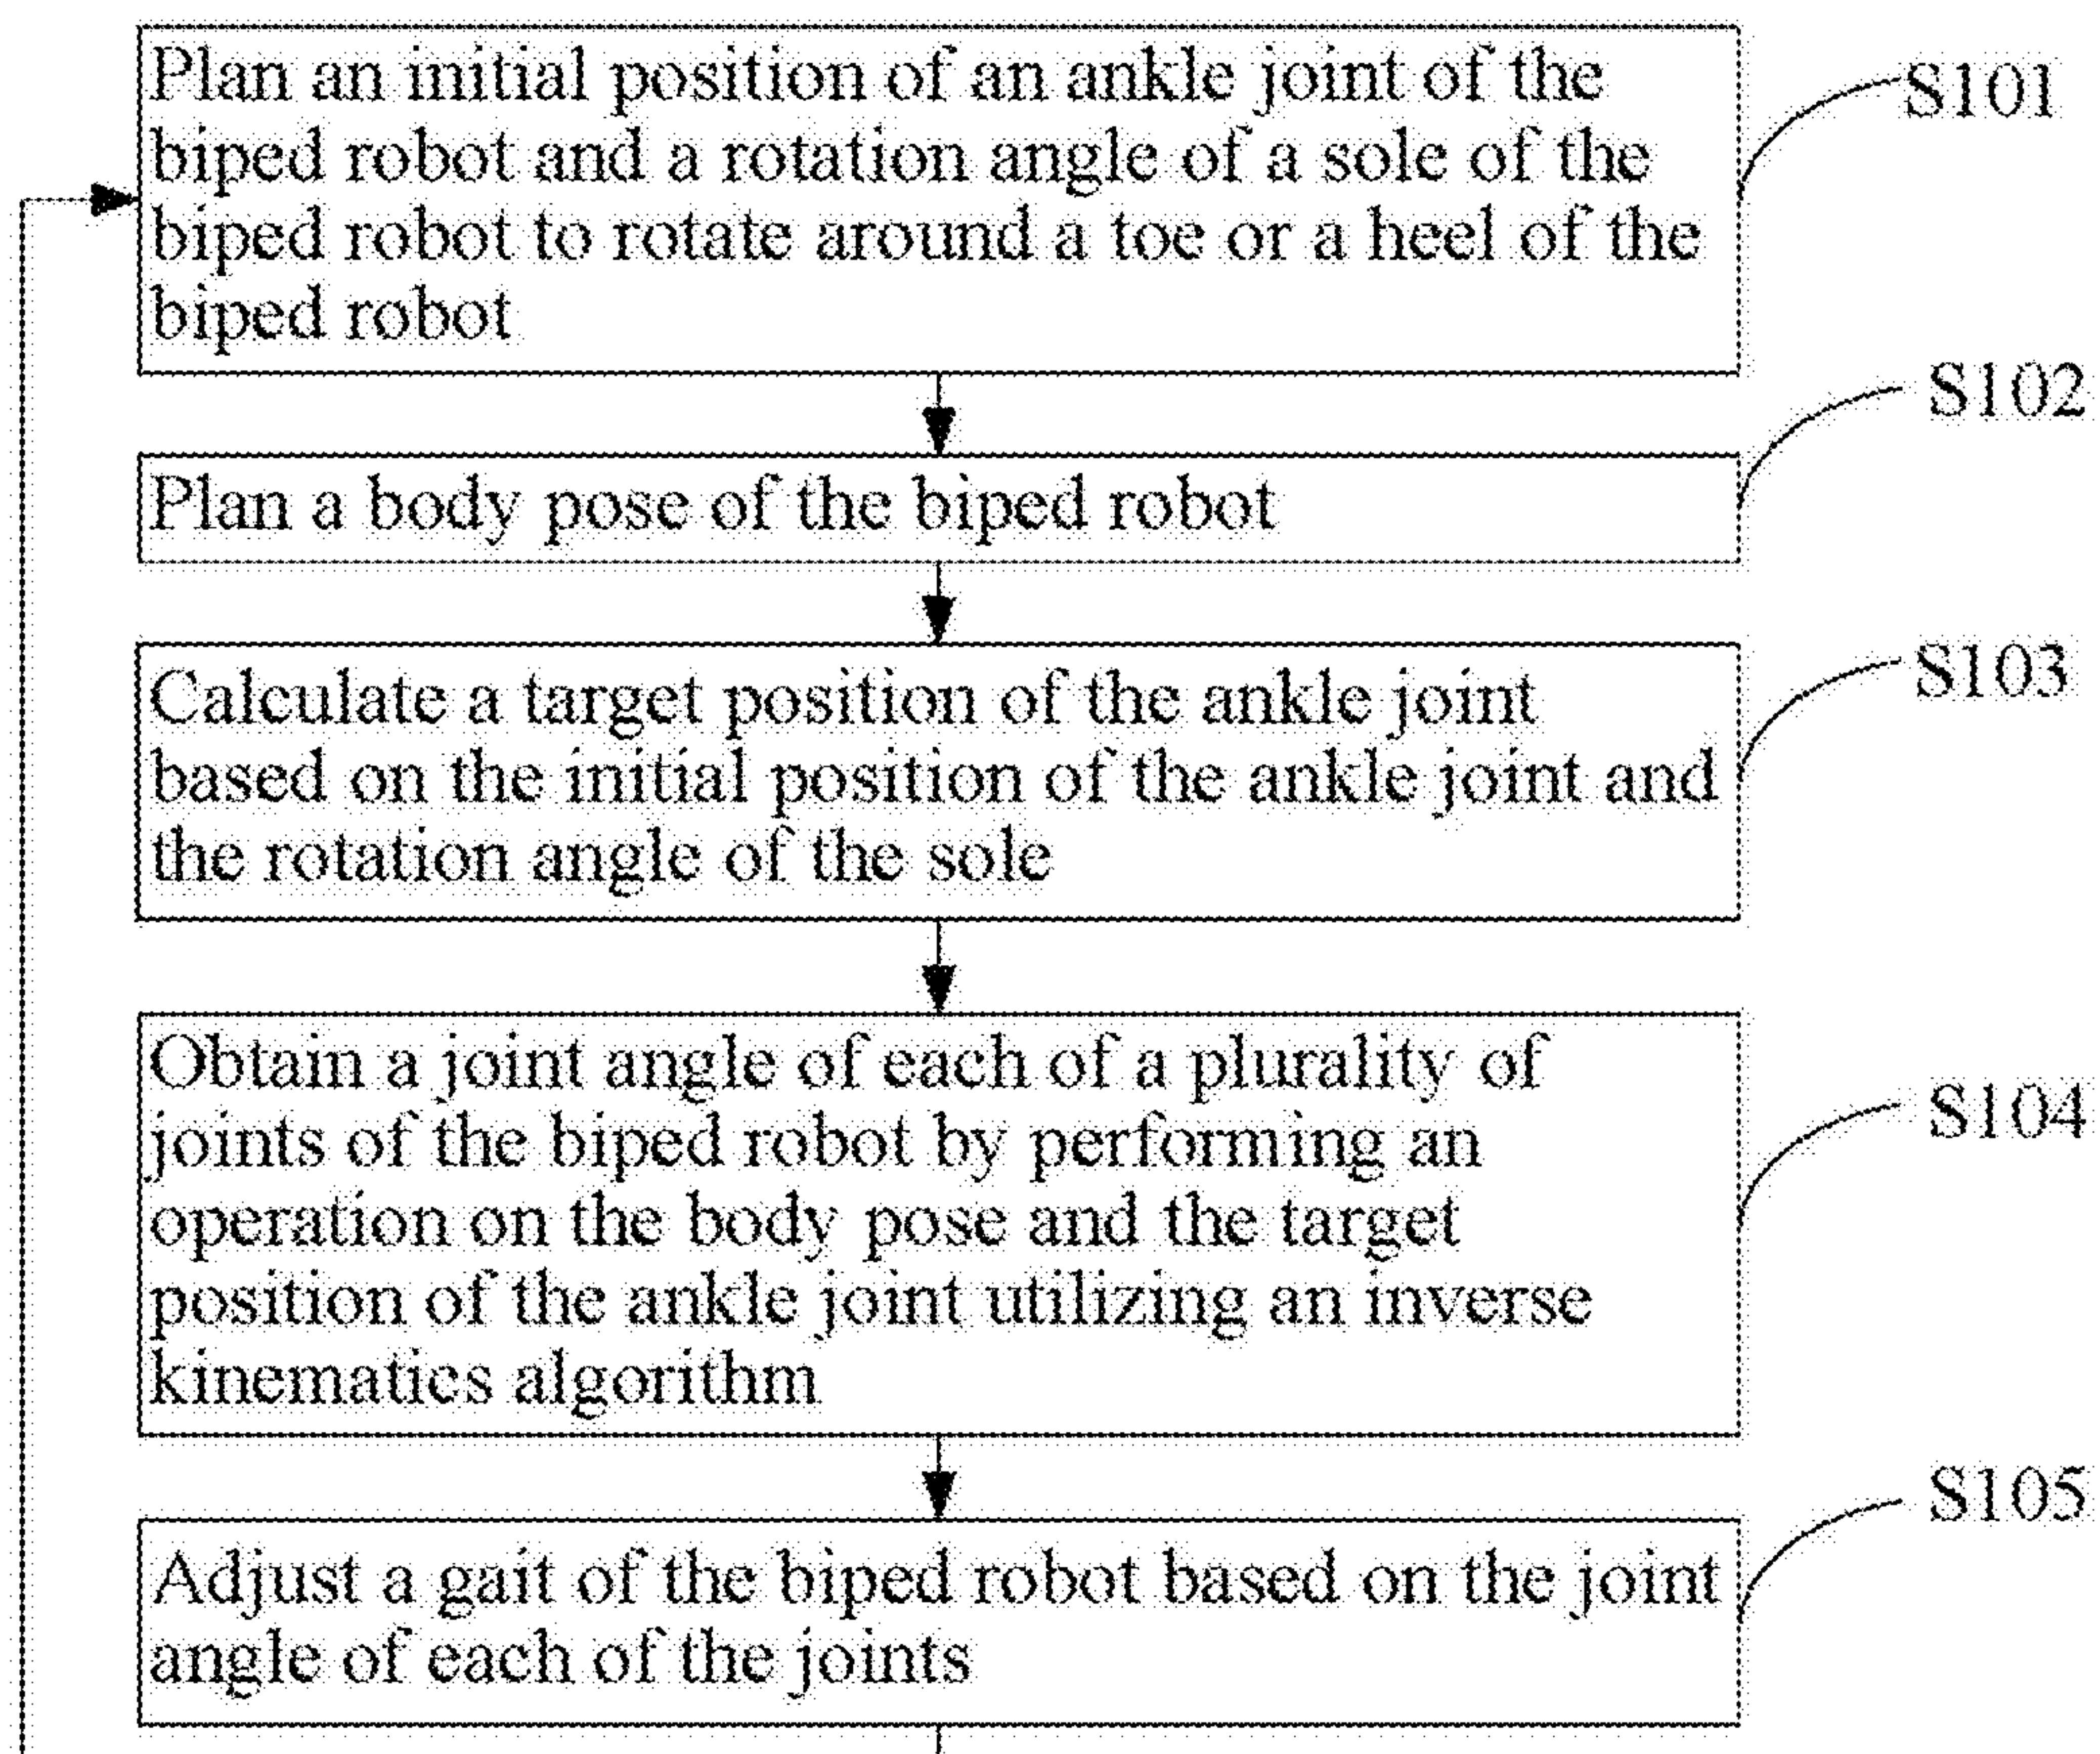 Plan an initial position of an ankle joint of the
biped robot and a rotation angle of a sole of the
biped robot to rotate around a toe or a heel of the
biped robot
S101
Plan a body pose of the biped robot
S102
Calculate a target position of the ankle joint
based on the initial position of the ankle joint and
the rotation angle of the sole
S103
Obtain a joint angle of each of a plurality of
joints of the biped robot by performing an
operation on the body pose and the target
position of the ankle joint utilizing an inverse
kinematics algorithm
S104
Adjust a gait of the biped robot based on the joint
angle of each of the joints
S105